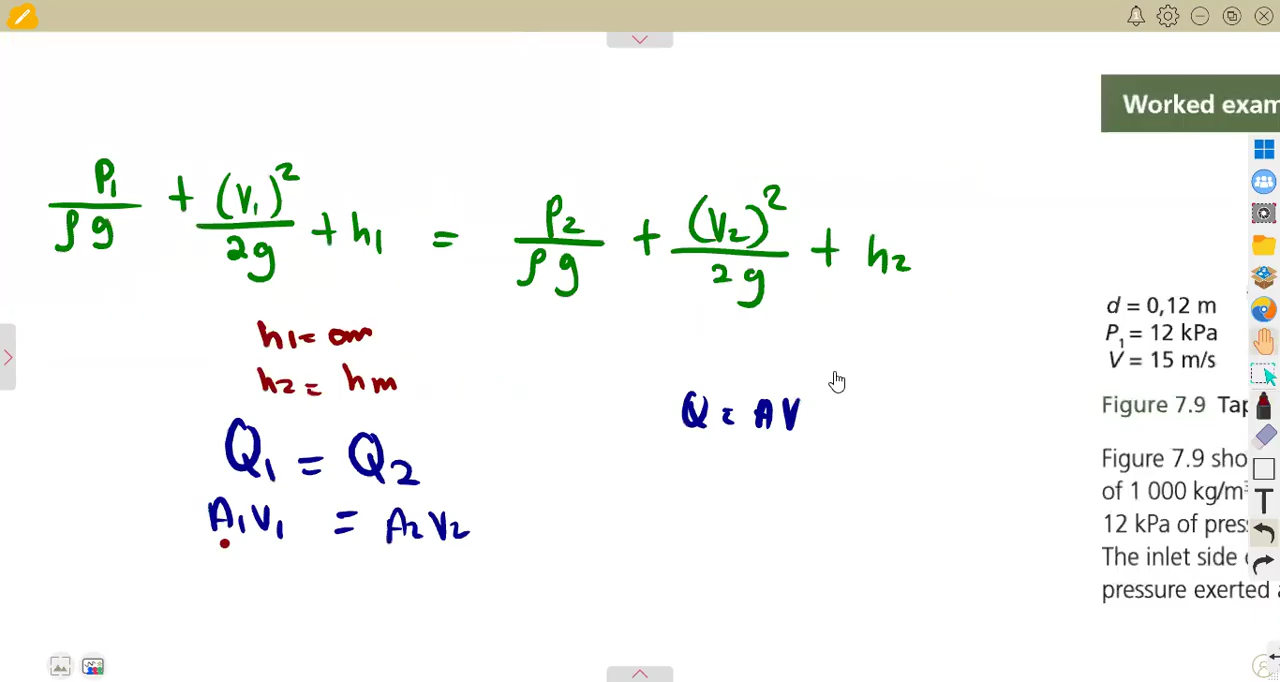 Worked exam
P₁/ρg + (V₁)²/2g + h₁ = P₂/ρg + (V₂)²/2g + h₂
h₁ = 0m
h₂ = hm
Q₁ = Q₂
A₁V₁ = A₂V₂
Q = AV
d = 0,12 m
P₁ = 12 kPa
V = 15 m/s
Figure 7.9 Tap
Figure 7.9 sho
of 1 000 kg/m³
12 kPa of pres
The inlet side
pressure exerted